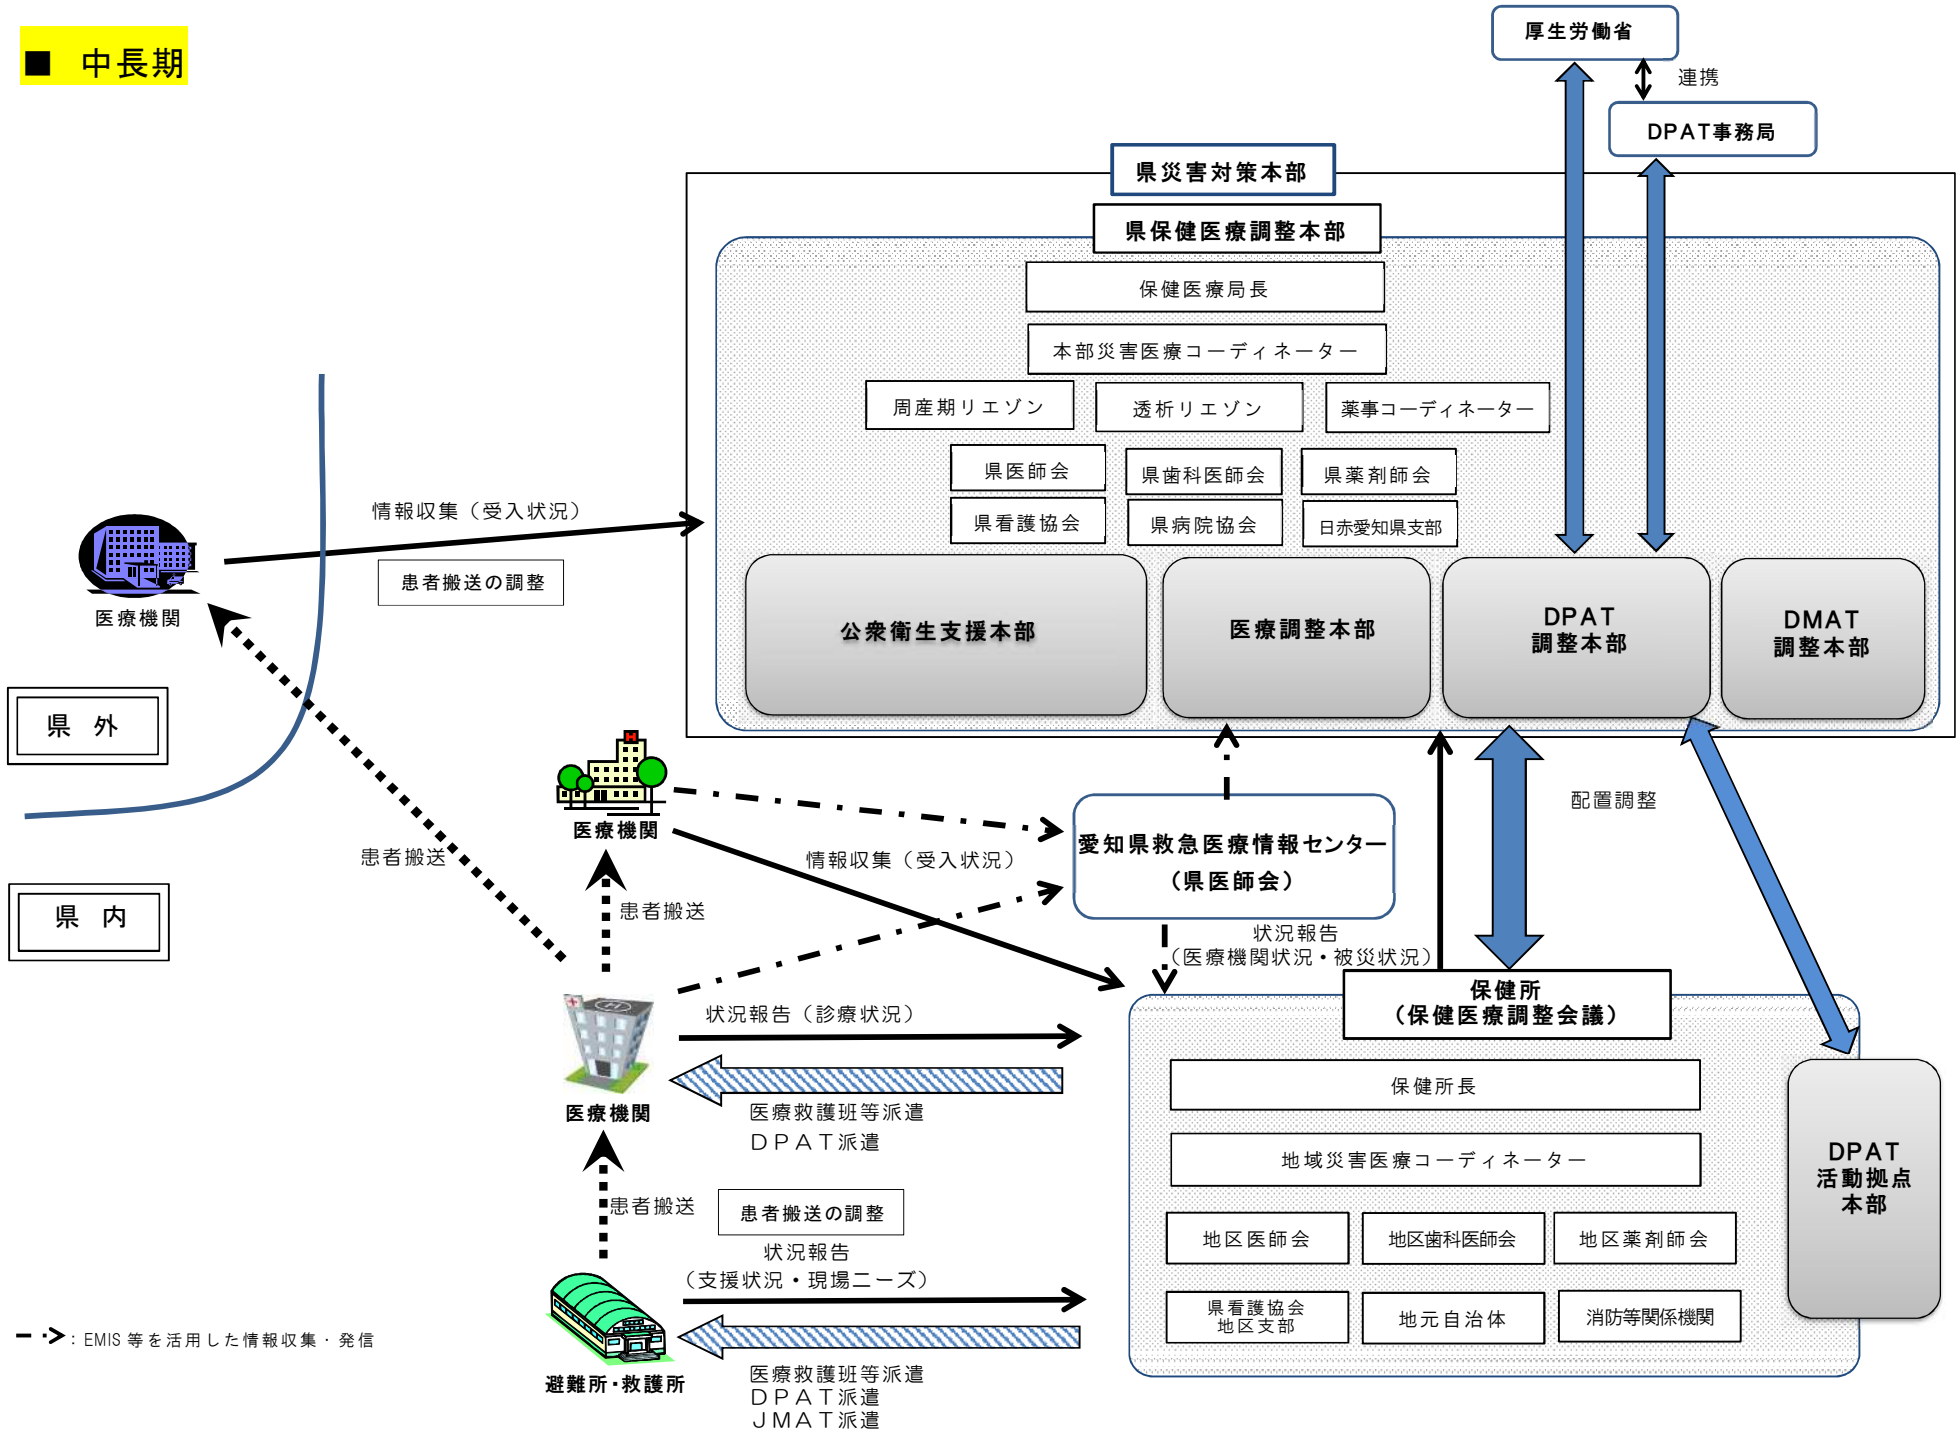 ■ 中長期
厚生労働省
連携
DPAT事務局
県災害対策本部
県保健医療調整本部
保健医療局長
本部災害医療コーディネーター
周産期リエゾン
透析リエゾン
薬事コーディネーター
県医師会
県歯科医師会
県薬剤師会
県看護協会
県病院協会
日赤愛知県支部
公衆衛生支援本部
医療調整本部
DPAT
調整本部
DMAT
調整本部
情報収集（受入状況）
患者搬送の調整
医療機関
県 外
県 内
患者搬送
医療機関
患者搬送
情報収集（受入状況）
愛知県救急医療情報センター
（県医師会）
配置調整
状況報告
（医療機関状況・被災状況）
保健所
（保健医療調整会議）
保健所長
地域災害医療コーディネーター
地区医師会
地区歯科医師会
地区薬剤師会
県看護協会
地区支部
地元自治体
消防等関係機関
DPAT
活動拠点
本部
状況報告（診療状況）
医療機関
医療救護班等派遣
ＤＰＡＴ派遣
患者搬送
患者搬送の調整
状況報告
（支援状況・現場ニーズ）
避難所・救護所
医療救護班等派遣
ＤＰＡＴ派遣
ＪＭＡＴ派遣
：EMIS 等を活用した情報収集・発信